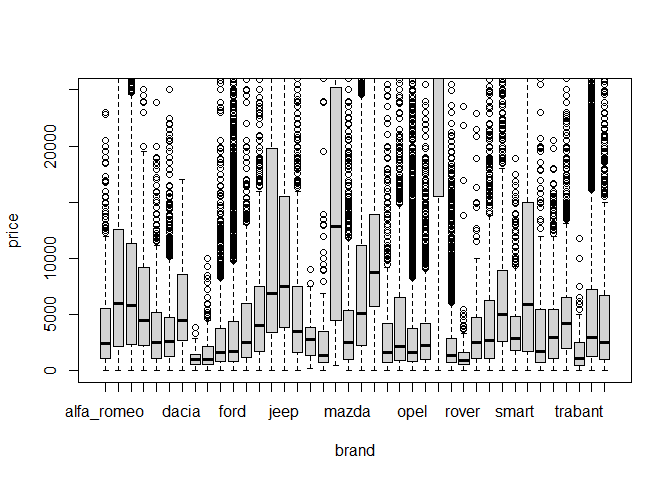 price
20000
10000
5000
0
alfa_romeo dacia ford jeep mazda opel rover smart trabant
brand